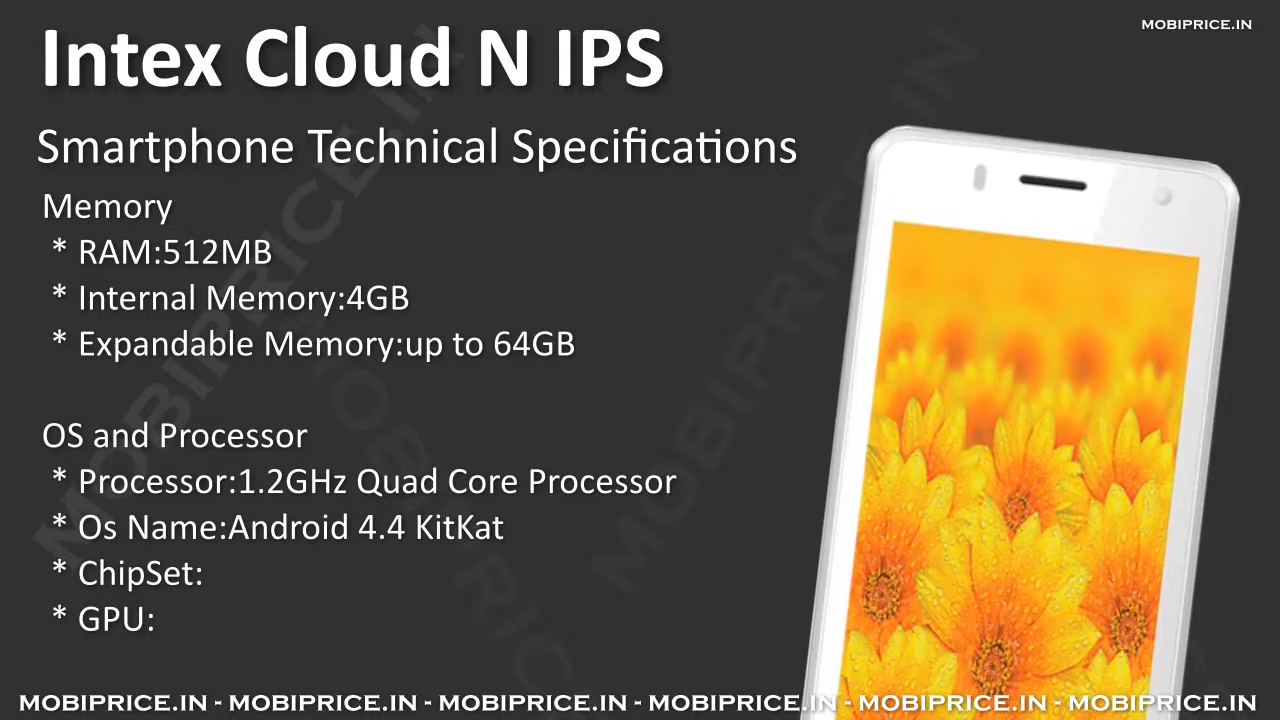 MOBIPRICE.IN
Intex Cloud N IPS
Smartphone Technical Specifications
Memory
* RAM:512MB
* Internal Memory:4GB
* Expandable Memory:up to 64GB
OS and Processor
* Processor:1.2GHz Quad Core Processor
* Os Name:Android 4.4 KitKat
* ChipSet:
* GPU:
MOBIPRICE.IN
MOBIPRICE.IN - MOBIPRICE.IN - MOBIPRICE.IN - MOBIPRICE.IN - MOBIPRICE.IN - MOBIPRICE.IN